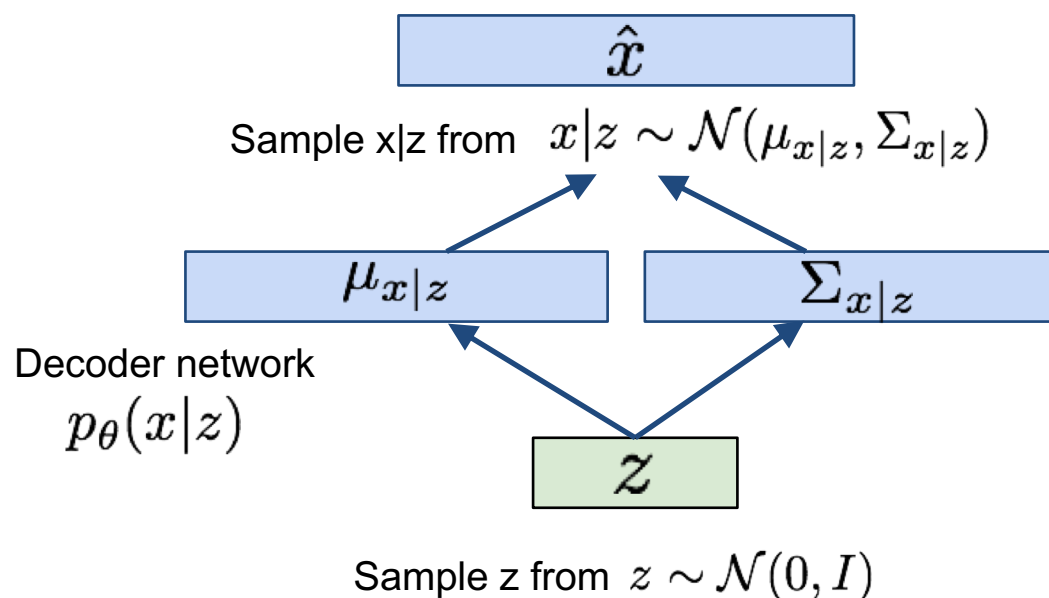 x̂
Sample x|z from x|z ∼ 𝒩(μ_{x|z}, Σ_{x|z})
μ_{x|z} Σ_{x|z}
Decoder network
p_θ(x|z)
z
Sample z from z ∼ 𝒩(0, I)